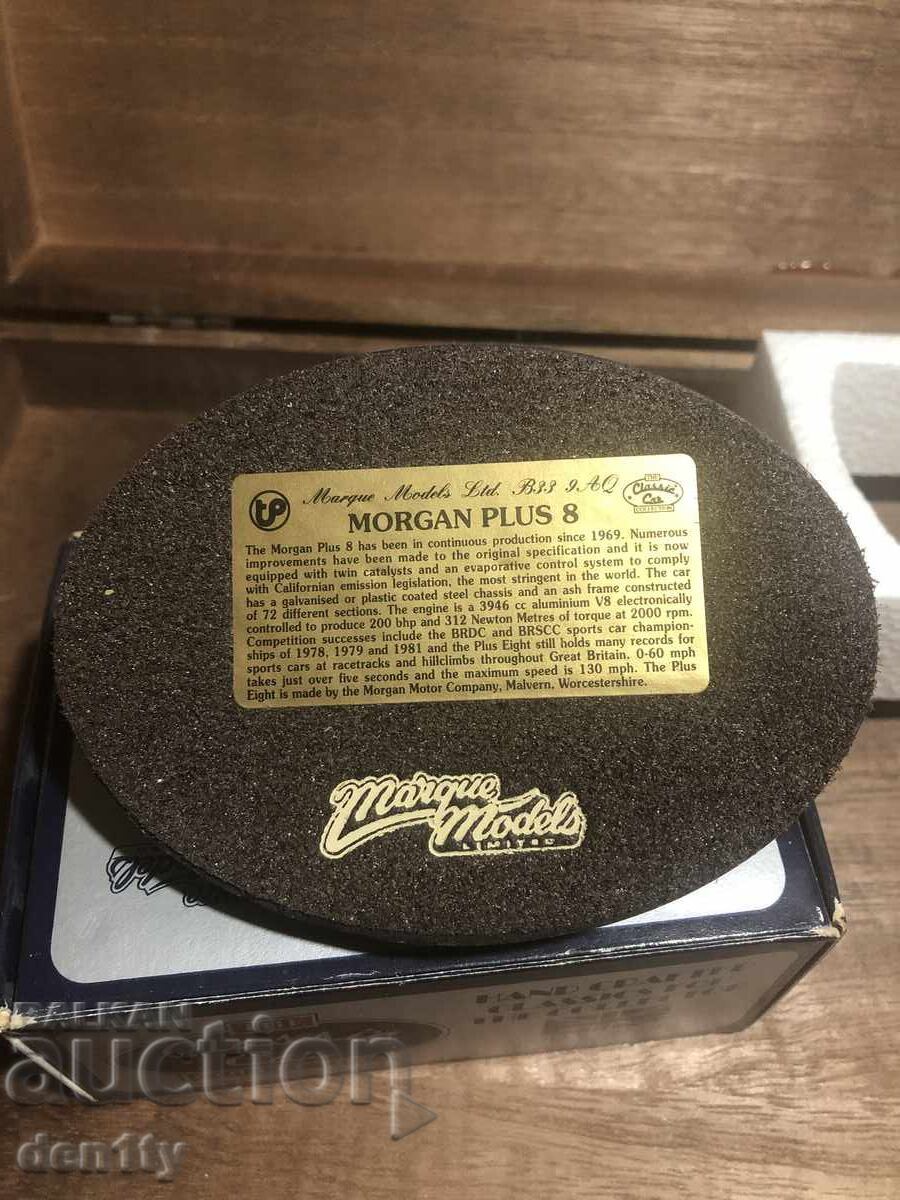 tp
Marque Models Ltd. B33 9AQ
THE
Classic
Car
COLLECTION
MORGAN PLUS 8
The Morgan Plus 8 has been in continuous production since 1969. Numerous
improvements have been made to the original specification and it is now
equipped with twin catalysts and an evaporative control system to comply
with Californian emission legislation, the most stringent in the world. The car
has a galvanised or plastic coated steel chassis and an ash frame constructed
of 72 different sections. The engine is a 3946 cc aluminium V8 electronically
controlled to produce 200 bhp and 312 Newton Metres of torque at 2000 rpm.
Competition successes include the BRDC and BRSCC sports car champion-
ships of 1978, 1979 and 1981 and the Plus Eight still holds many records for
sports cars at racetracks and hillclimbs throughout Great Britain. 0-60 mph
takes just over five seconds and the maximum speed is 130 mph. The Plus
Eight is made by the Morgan Motor Company, Malvern, Worcestershire.
Marque
Models
LIMITED
BALKAN
auction
den11y